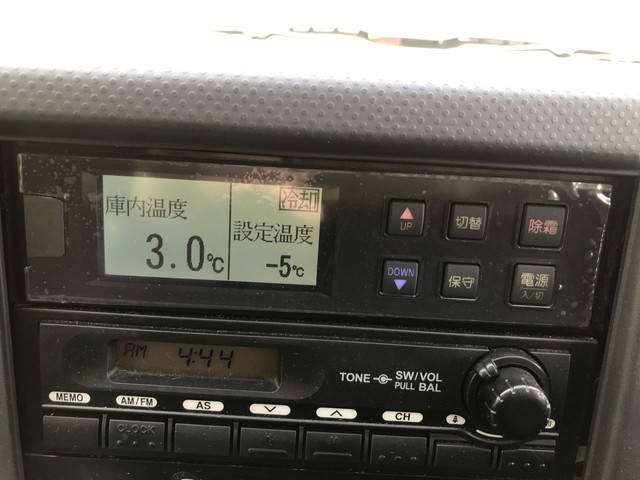 冷却
庫内温度
設定温度
3.0℃
-5℃
UP
切替
除霜
DOWN
保守
電源
入/切
AM 4:44
TONE SW/VOL
PULL BAL
MEMO AM/FM AS CH
CLOCK